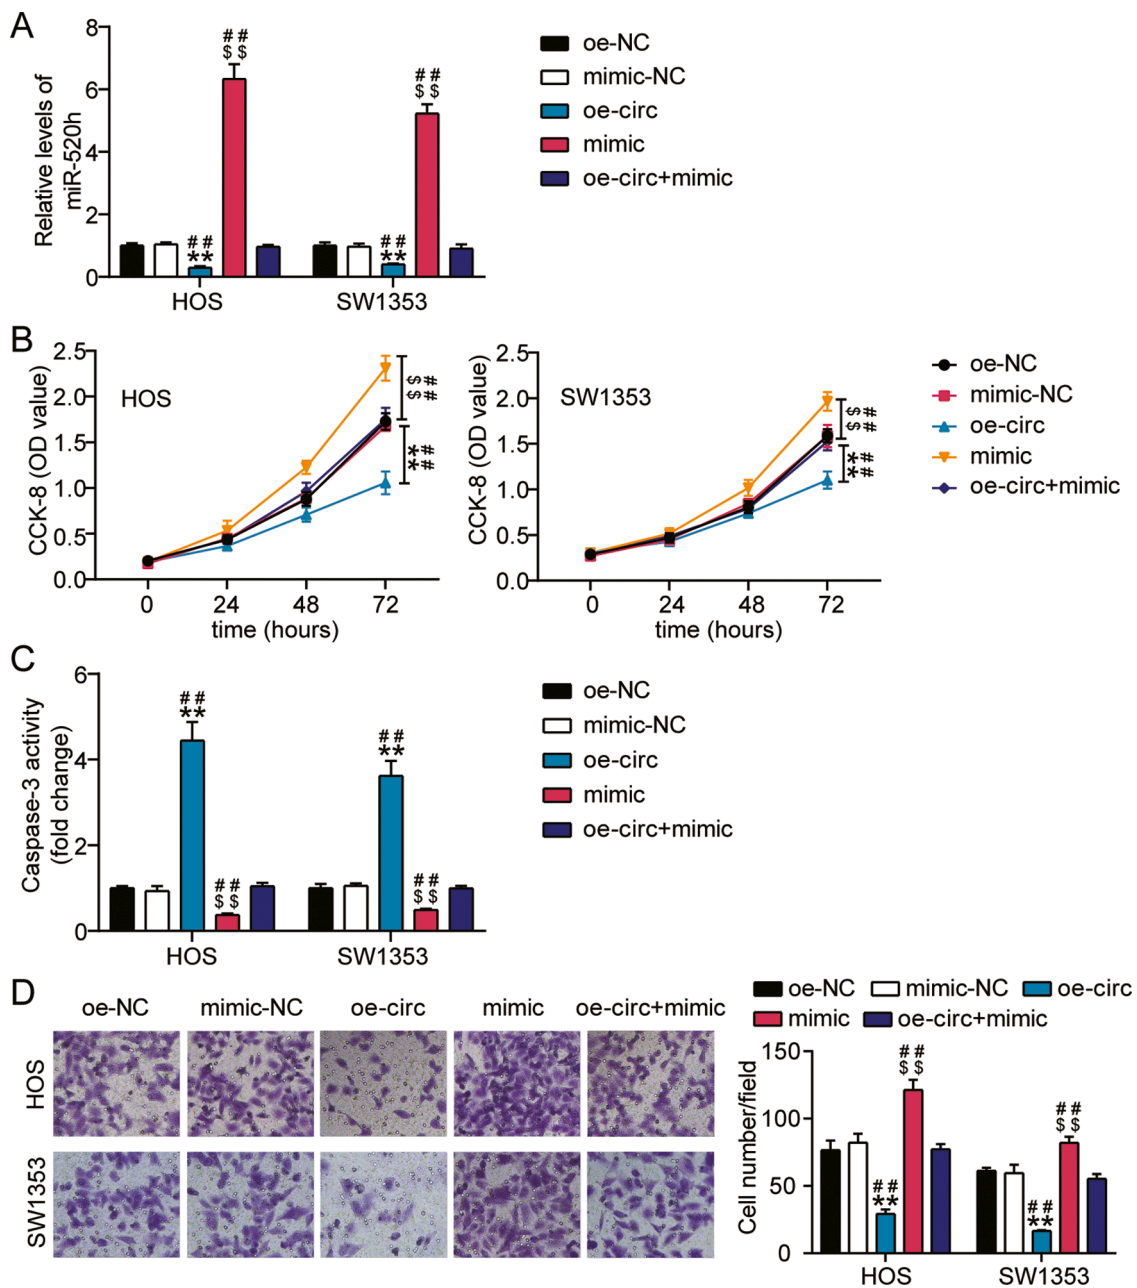 A
Relative levels of
miR-520h
8
6
4
2
0
## ##
$$ $$
## ##
** **
HOS SW1353
oe-NC
mimic-NC
oe-circ
mimic
oe-circ+mimic
B
CCK-8 (OD value)
2.5
2.0
1.5
1.0
0.5
0.0
HOS
##
$$
##
**
0 24 48 72
time (hours)
CCK-8 (OD value)
2.5
2.0
1.5
1.0
0.5
0.0
SW1353
##
$$
##
**
0 24 48 72
time (hours)
oe-NC
mimic-NC
oe-circ
mimic
oe-circ+mimic
C
Caspase-3 activity
(fold change)
6
4
2
0
## ##
** **
## ##
$$ $$
HOS SW1353
oe-NC
mimic-NC
oe-circ
mimic
oe-circ+mimic
D
oe-NC mimic-NC oe-circ mimic oe-circ+mimic
HOS
SW1353
oe-NC mimic-NC oe-circ
mimic oe-circ+mimic
Cell number/field
150
100
50
0
## ##
$$ $$
## ##
** **
HOS SW1353